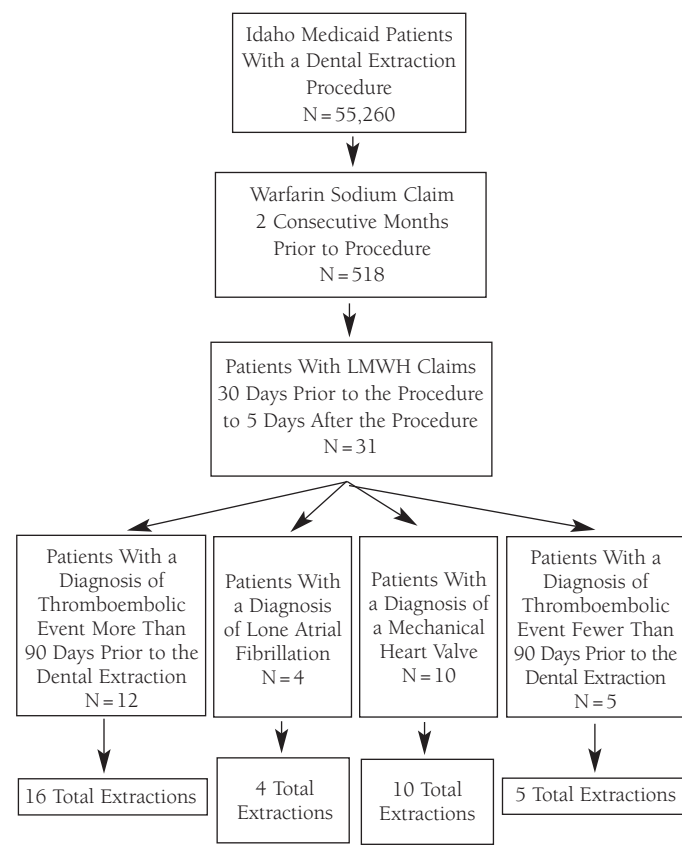 Idaho Medicaid Patients
With a Dental Extraction
Procedure
N=55,260
Warfarin Sodium Claim
2 Consecutive Months
Prior to Procedure
N=518
Patients With LMWH Claims
30 Days Prior to the Procedure
to 5 Days After the Procedure
N=31
Patients With a
Diagnosis of
Thromboembolic
Event More Than
90 Days Prior to the
Dental Extraction
N=12
Patients With
a Diagnosis
of Lone Atrial
Fibrillation
N=4
Patients With
a Diagnosis of
a Mechanical
Heart Valve
N=10
Patients With a
Diagnosis of
Thromboembolic
Event Fewer Than
90 Days Prior to the
Dental Extraction
N=5
16 Total Extractions
4 Total
Extractions
10 Total
Extractions
5 Total Extractions